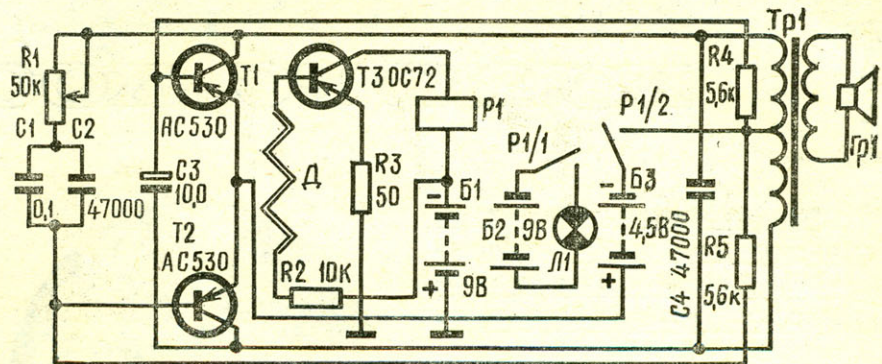 R1
50к
C1
C2
0,1
47000
C3
10,0
T1
AC530
T2
AC530
T3 OC72
Д
R2 10к
R3
50
P1
Б1
9В
P1/1
P1/2
Б2
9В
Л1
Б3
4,5В
C4 47000
R4
5,6к
R5
5,6к
Тр1
Гр1